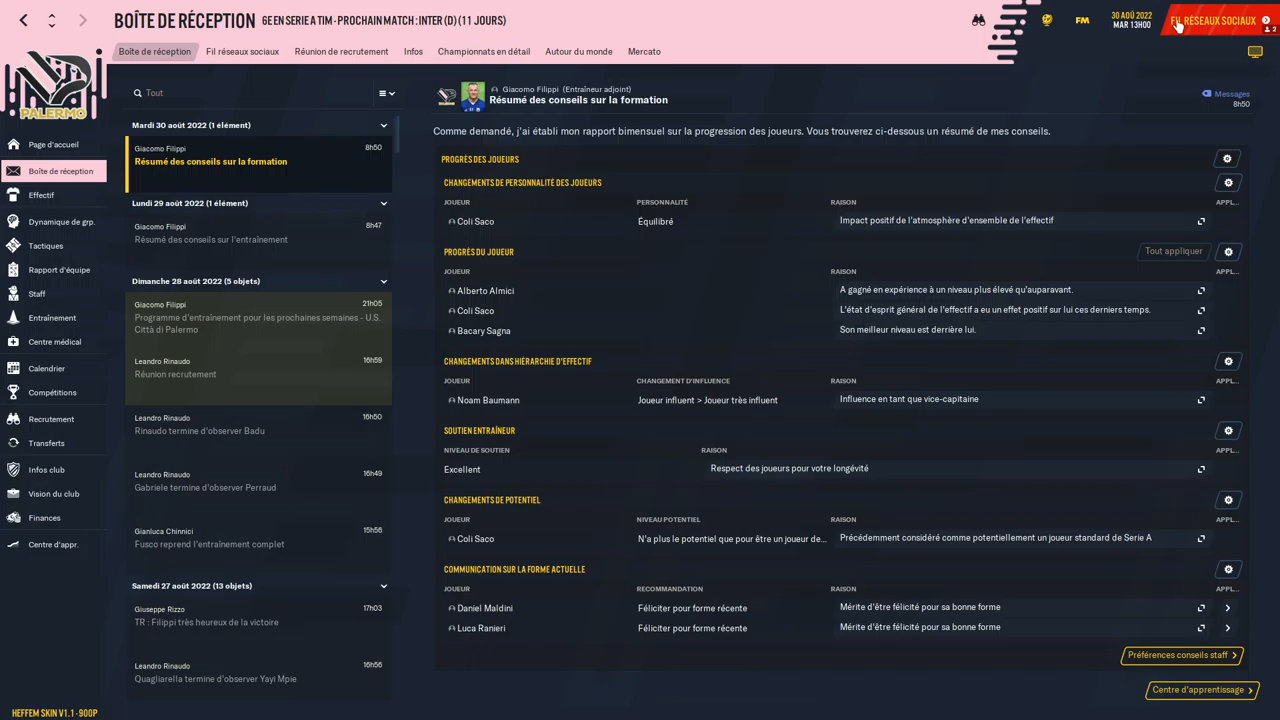 BOÎTE DE RÉCEPTION 6E EN SERIE A TIM - PROCHAIN MATCH : INTER (D) (11 JOURS)
FM
30 AOÛ 2022
MAR 13H00
FIL RÉSEAUX SOCIAUX
2
Boîte de réception Fil réseaux sociaux Réunion de recrutement Infos Championnats en détail Autour du monde Mercato
PALERMO
Page d'accueil
Boîte de réception
Effectif
Dynamique de grp.
Tactiques
Rapport d'équipe
Staff
Entraînement
Centre médical
Calendrier
Compétitions
Recrutement
Transferts
Infos club
Vision du club
Finances
Centre d'appr.
HEFFEM SKIN V1.1 - 900P
Tout
Mardi 30 août 2022 (1 élément)
Giacomo Filippi 8h50
Résumé des conseils sur la formation
Lundi 29 août 2022 (1 élément)
Giacomo Filippi 8h47
Résumé des conseils sur l'entraînement
Dimanche 28 août 2022 (5 objets)
Giacomo Filippi 21h05
Programme d'entraînement pour les prochaines semaines - U.S.
Città di Palermo
Leandro Rinaudo 16h59
Réunion recrutement
Leandro Rinaudo 16h50
Rinaudo termine d'observer Badu
Leandro Rinaudo 16h49
Gabriele termine d'observer Perraud
Gianluca Chinnici 15h56
Fusco reprend l'entraînement complet
Samedi 27 août 2022 (13 objets)
Giuseppe Rizzo 17h03
TR : Filippi très heureux de la victoire
Leandro Rinaudo 16h56
Quagliarella termine d'observer Yayi Mpie
Giacomo Filippi (Entraîneur adjoint)
Résumé des conseils sur la formation
Messages
8h50
Comme demandé, j'ai établi mon rapport bimensuel sur la progression des joueurs. Vous trouverez ci-dessous un résumé de mes conseils.
PROGRÈS DES JOUEURS
CHANGEMENTS DE PERSONNALITÉ DES JOUEURS
JOUEUR PERSONNALITÉ RAISON APPL...
Coli Saco Équilibré Impact positif de l'atmosphère d'ensemble de l'effectif
PROGRÈS DU JOUEUR Tout appliquer
JOUEUR RAISON APPL...
Alberto Almici A gagné en expérience à un niveau plus élevé qu'auparavant.
Coli Saco L'état d'esprit général de l'effectif a eu un effet positif sur lui ces derniers temps.
Bacary Sagna Son meilleur niveau est derrière lui.
CHANGEMENTS DANS HIÉRARCHIE D'EFFECTIF
JOUEUR CHANGEMENT D'INFLUENCE RAISON APPL...
Noam Baumann Joueur influent > Joueur très influent Influence en tant que vice-capitaine
SOUTIEN ENTRAÎNEUR
NIVEAU DE SOUTIEN RAISON APPL...
Excellent Respect des joueurs pour votre longévité
CHANGEMENTS DE POTENTIEL
JOUEUR NIVEAU POTENTIEL RAISON APPL...
Coli Saco N'a plus le potentiel que pour être un joueur de... Précédemment considéré comme potentiellement un joueur standard de Serie A
COMMUNICATION SUR LA FORME ACTUELLE
JOUEUR RECOMMANDATION RAISON APPL...
Daniel Maldini Féliciter pour forme récente Mérite d'être félicité pour sa bonne forme
Luca Ranieri Féliciter pour forme récente Mérite d'être félicité pour sa bonne forme
Préférences conseils staff
Centre d'apprentissage